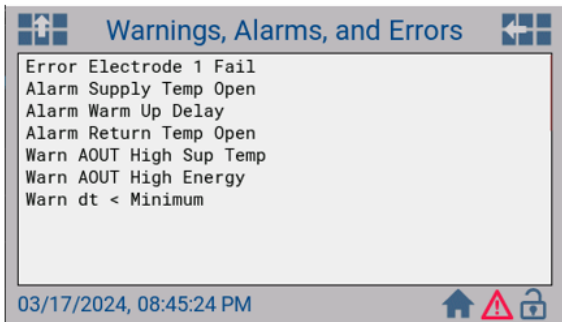 Warnings, Alarms, and Errors
Error Electrode 1 Fail
Alarm Supply Temp Open
Alarm Warm Up Delay
Alarm Return Temp Open
Warn AOUT High Sup Temp
Warn AOUT High Energy
Warn dt < Minimum
03/17/2024, 08:45:24 PM